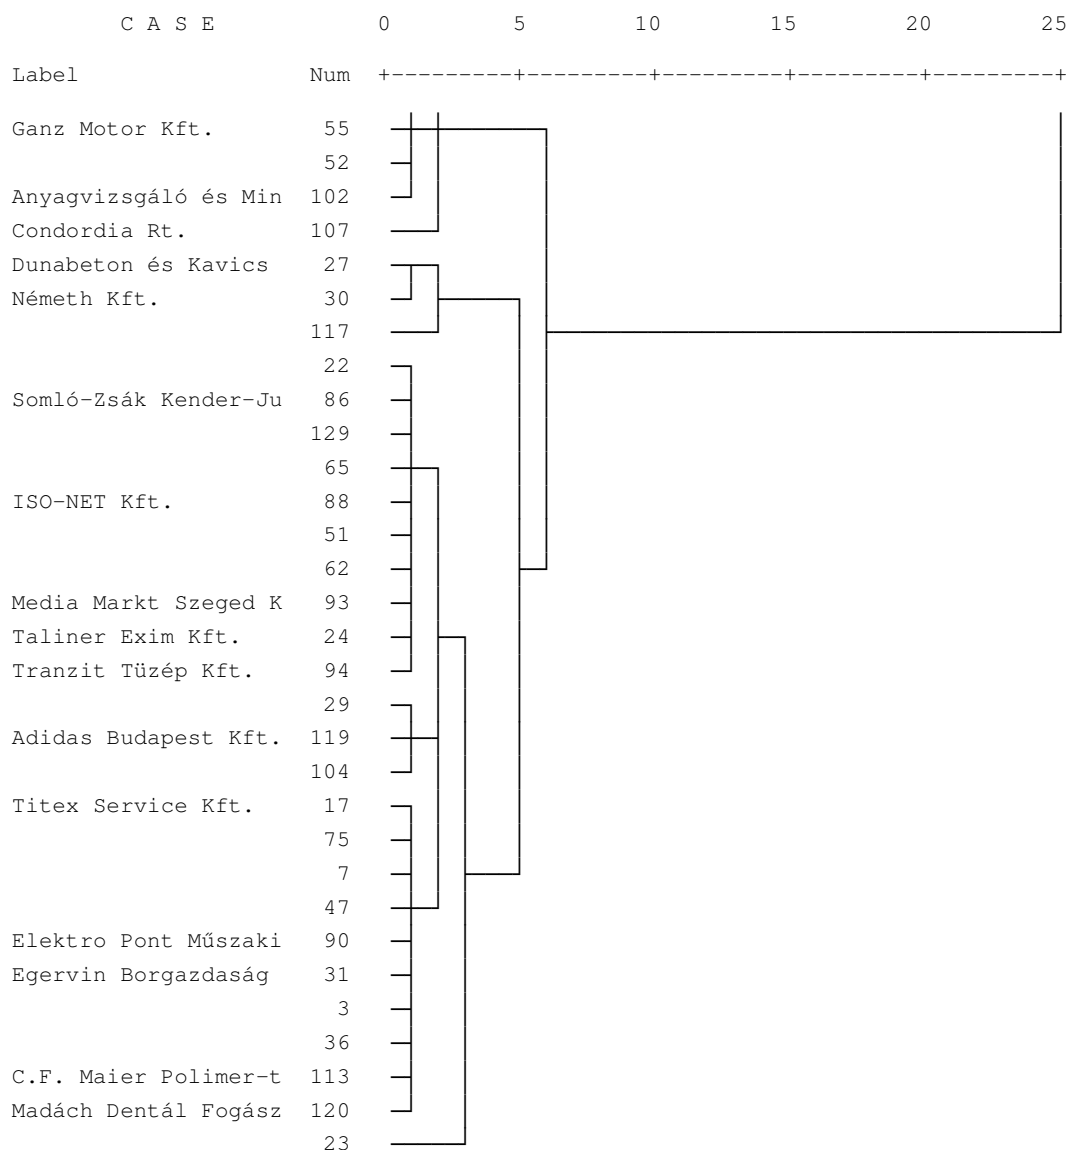 C A S E 0 5 10 15 20 25
Label Num +---------+---------+---------+---------+---------+
Ganz Motor Kft. 55
52
Anyagvizsgáló és Min 102
Condordia Rt. 107
Dunabeton és Kavics 27
Németh Kft. 30
117
22
Somló-Zsák Kender-Ju 86
129
65
ISO-NET Kft. 88
51
62
Media Markt Szeged K 93
Taliner Exim Kft. 24
Tranzit Tüzép Kft. 94
29
Adidas Budapest Kft. 119
104
Titex Service Kft. 17
75
7
47
Elektro Pont Műszaki 90
Egervin Borgazdaság 31
3
36
C.F. Maier Polimer-t 113
Madách Dentál Fogász 120
23